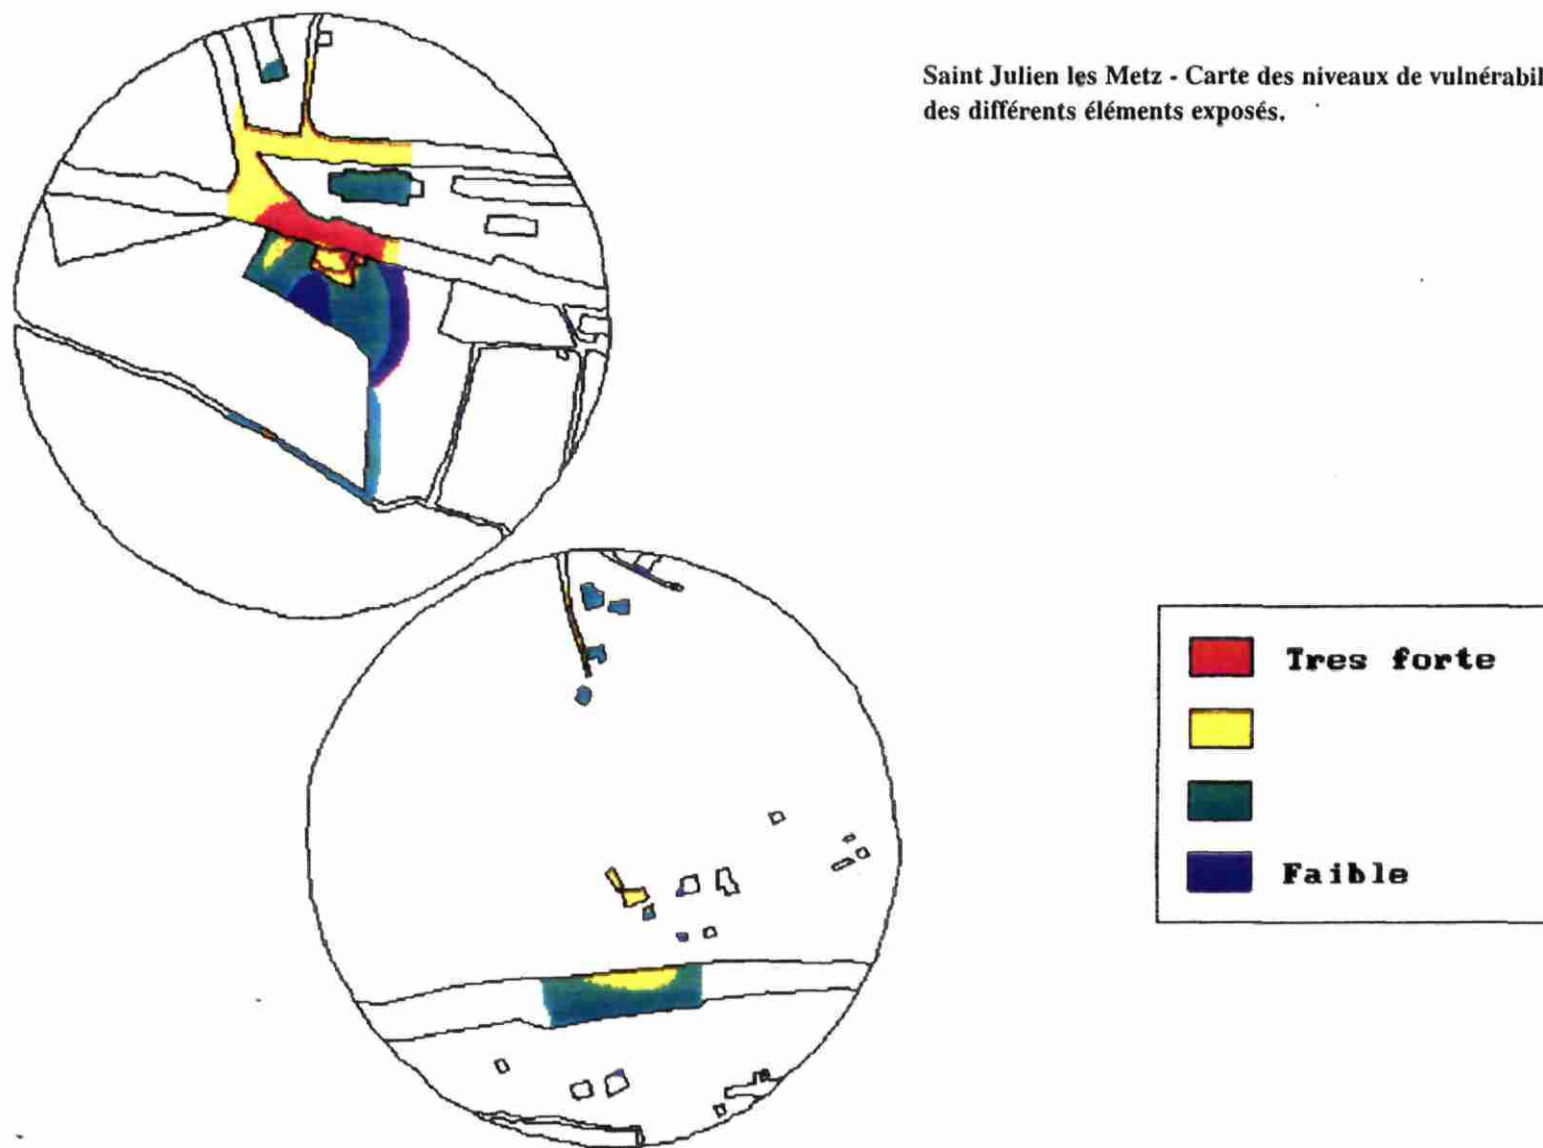 Saint Julien les Metz - Carte des niveaux de vulnérabil
des différents éléments exposés.
Tres forte
Faible